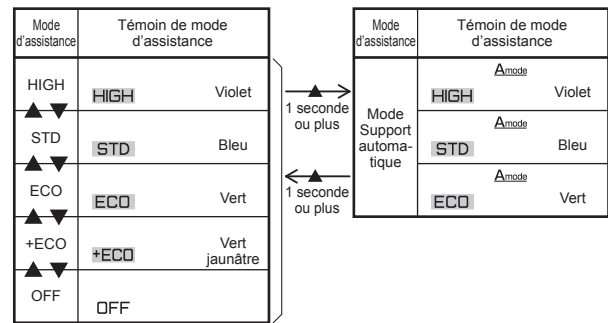 Mode d'assistance
Témoin de mode d'assistance
HIGH
HIGH Violet
STD
STD Bleu
ECO
ECO Vert
+ECO
+ECO Vert jaunâtre
OFF
OFF
1 seconde ou plus
1 seconde ou plus
Mode d'assistance
Témoin de mode d'assistance
Mode Support automa-tique
Amode
HIGH Violet
Amode
STD Bleu
Amode
ECO Vert